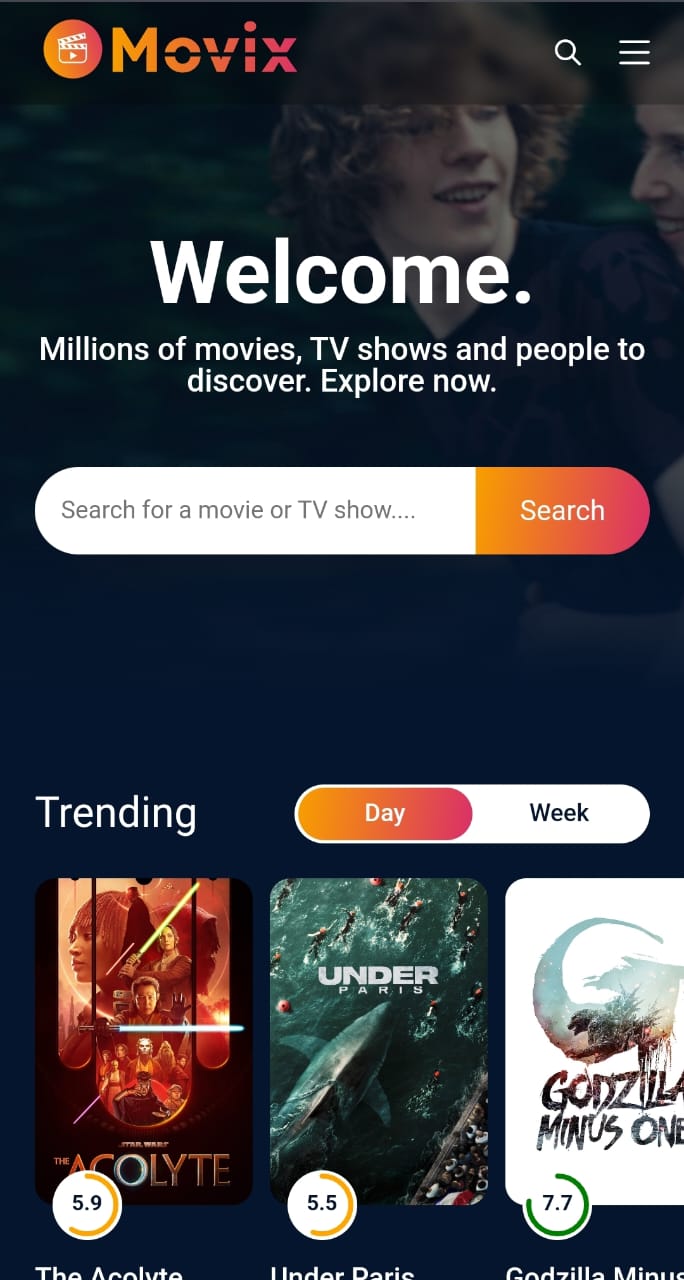 Movix
Welcome.
Millions of movies, TV shows and people to
discover. Explore now.
Search for a movie or TV show....
Search
Trending
Day
Week
STAR WARS
THE ACOLYTE
UNDER
PARIS
GODZILLA
MINUS ONE
5.9
5.5
7.7
The Acolyte
Under Paris
Godzilla Minus